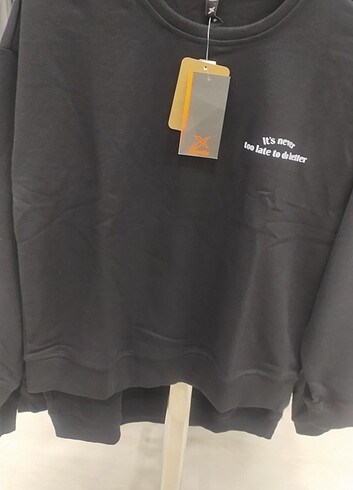 It's never
too late to do better